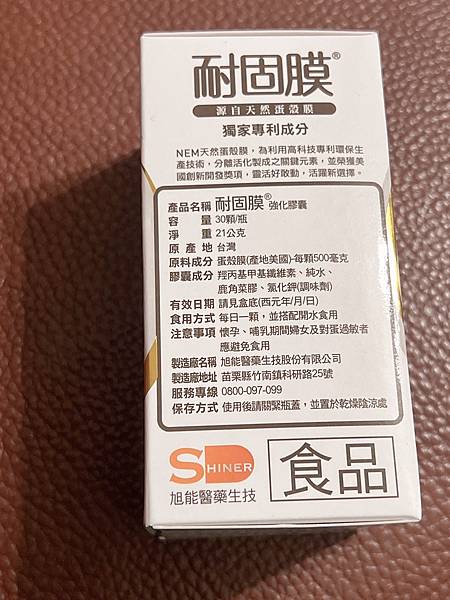 耐固膜®
源自天然蛋殼膜
獨家專利成分
NEM天然蛋殼膜，為利用高科技專利環保生
產技術，分離活化製成之關鍵元素，並榮獲美
國創新開發獎項，靈活好敢動，活躍新選擇。
產品名稱 耐固膜®強化膠囊
容量 30顆/瓶
淨重 21公克
原產地 台灣
原料成分 蛋殼膜(產地美國)-每顆500毫克
膠囊成分 羥丙基甲基纖維素、純水、
鹿角菜膠、氯化鉀(調味劑)
有效日期 請見盒底(西元年/月/日)
食用方式 每日一顆，並搭配開水食用
注意事項 懷孕、哺乳期間婦女及對蛋過敏者
應避免食用
製造廠名稱 旭能醫藥生技股份有限公司
製造廠地址 苗栗縣竹南鎮科研路25號
服務專線 0800-097-099
保存方式 使用後請關緊瓶蓋，並置於乾燥陰涼處
SHINER
旭能醫藥生技
食品